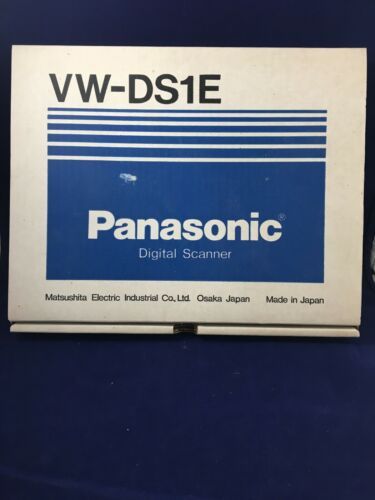 VW-DS1E
Panasonic®
Digital Scanner
Matsushita Electric Industrial Co., Ltd. Osaka Japan Made in Japan